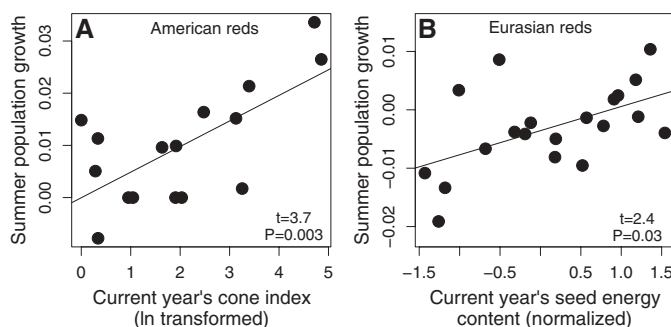 A
American reds
Summer population growth
0.03
0.02
0.01
0.00
t=3.7
P=0.003
0 1 2 3 4 5
Current year's cone index
(ln transformed)
B
Eurasian reds
Summer population growth
0.01
0.00
−0.01
−0.02
t=2.4
P=0.03
−1.5 −0.5 0.5 1.0 1.5
Current year's seed energy
content (normalized)